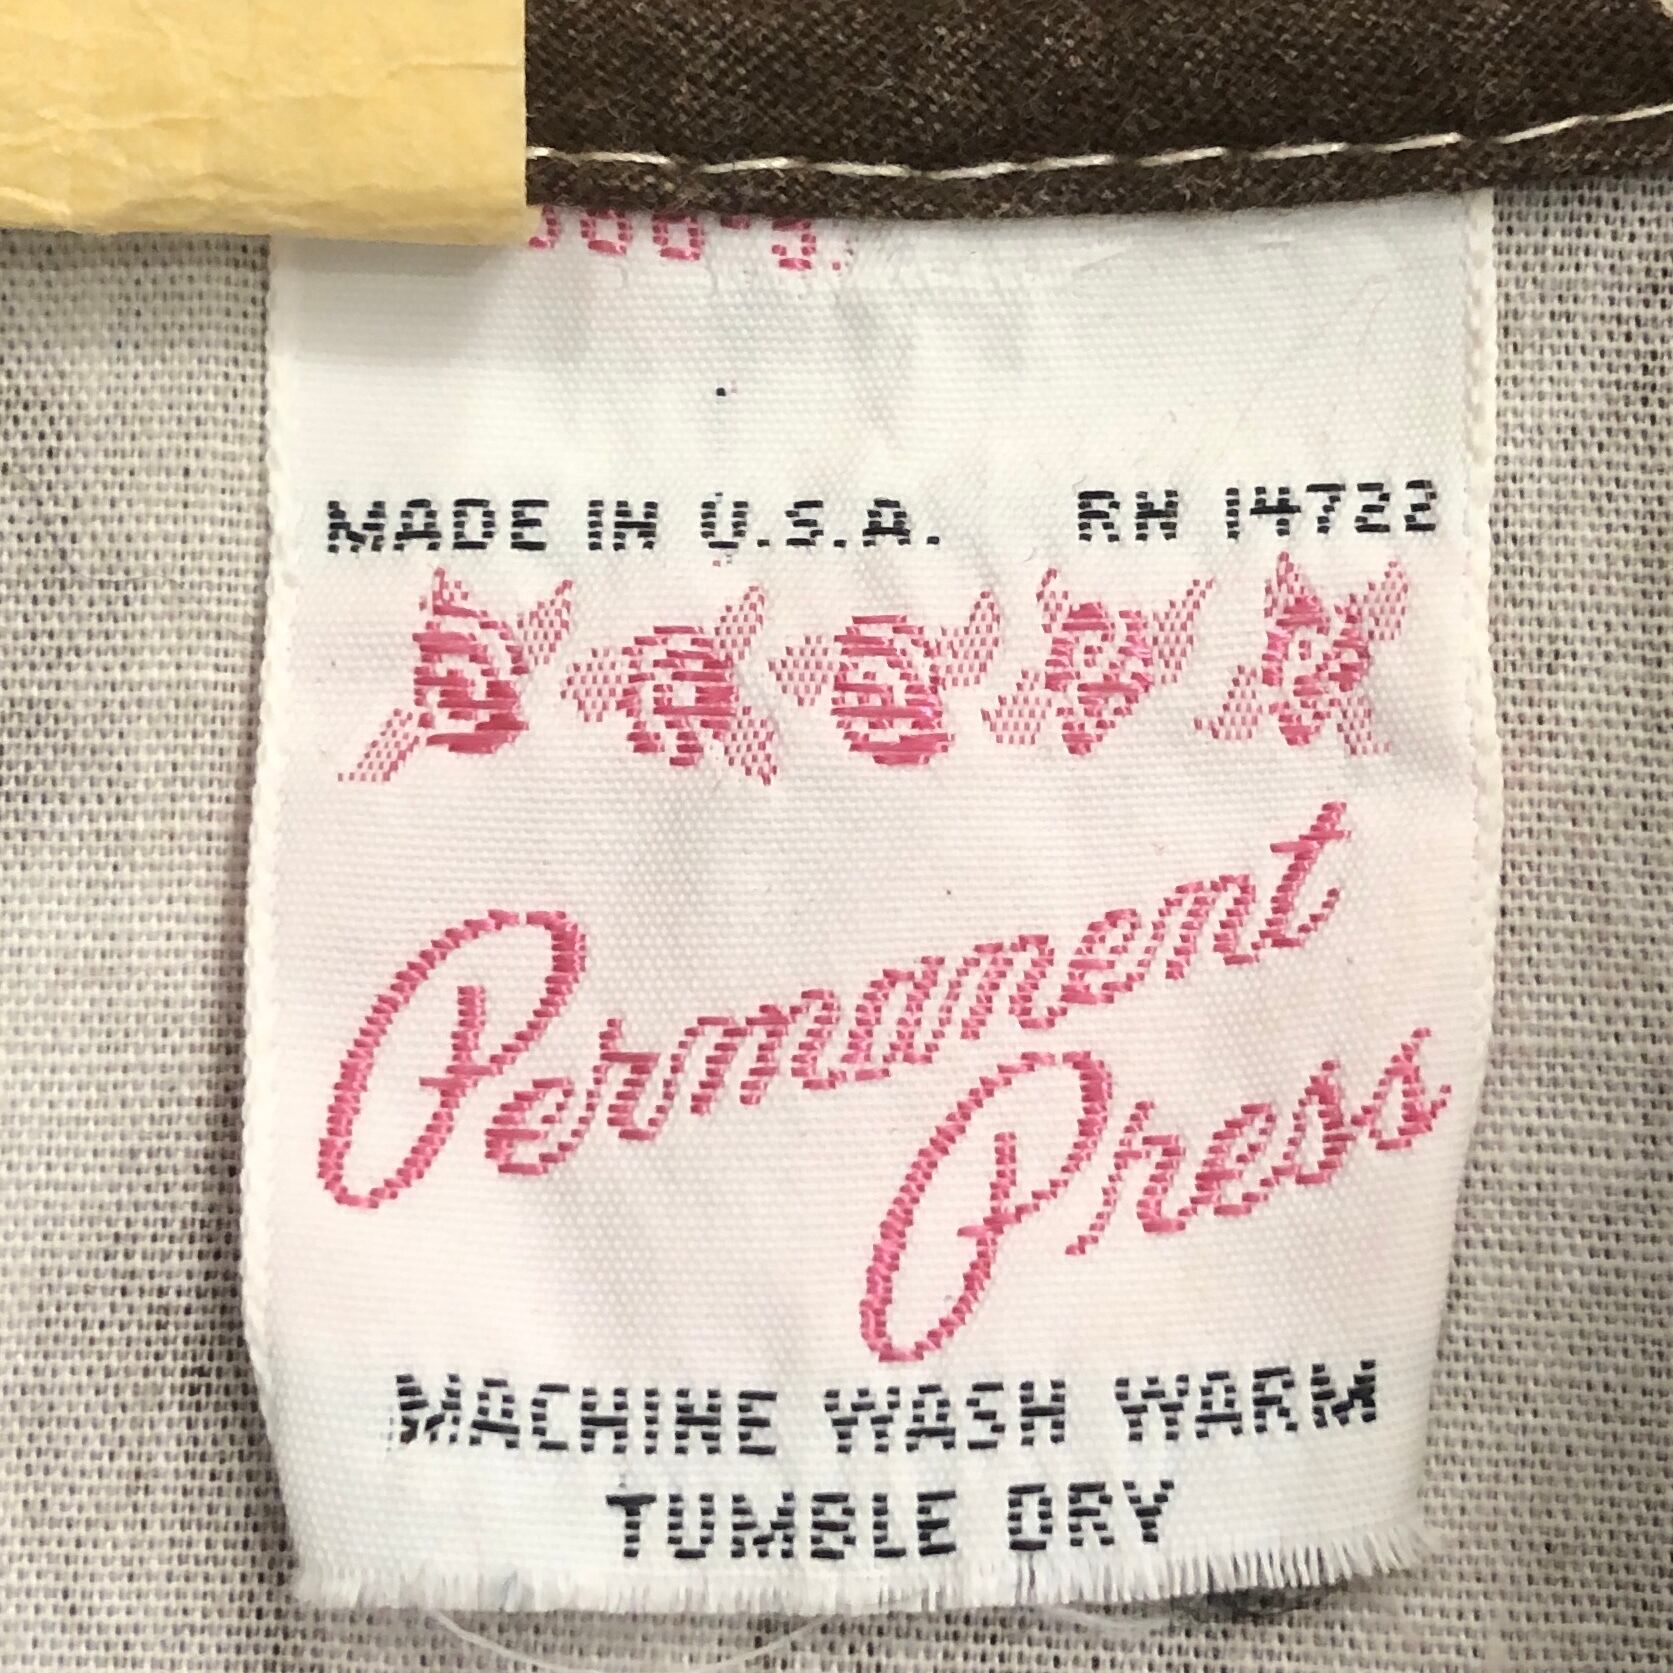 MADE IN U.S.A. RN 14722
Permanent
Press
MACHINE WASH WARM
TUMBLE DRY